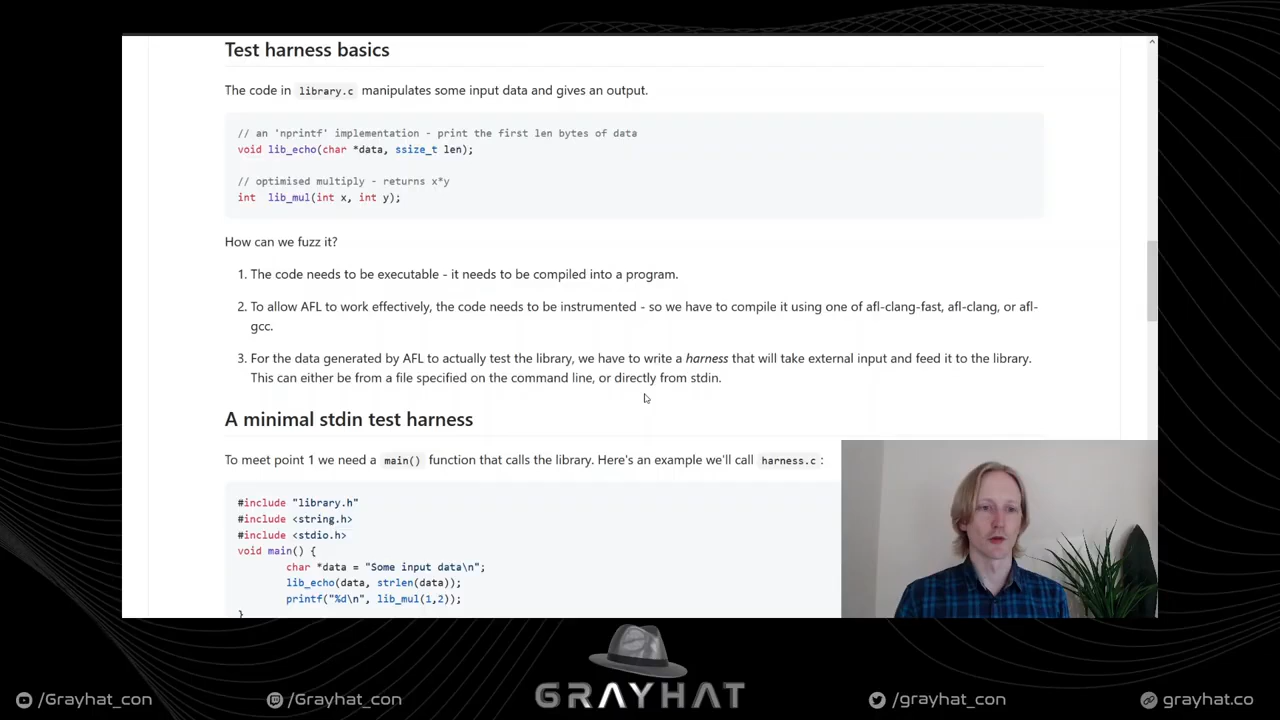 Test harness basics
The code in library.c manipulates some input data and gives an output.
// an 'nprintf' implementation - print the first len bytes of data
void lib_echo(char *data, ssize_t len);
// optimised multiply - returns x*y
int  lib_mul(int x, int y);
How can we fuzz it?
1. The code needs to be executable - it needs to be compiled into a program.
2. To allow AFL to work effectively, the code needs to be instrumented - so we have to compile it using one of afl-clang-fast, afl-clang, or afl-
gcc.
3. For the data generated by AFL to actually test the library, we have to write a harness that will take external input and feed it to the library.
This can either be from a file specified on the command line, or directly from stdin.
A minimal stdin test harness
To meet point 1 we need a main() function that calls the library. Here's an example we'll call harness.c :
#include "library.h"
#include <string.h>
#include <stdio.h>
void main() {
char *data = "Some input data\n";
lib_echo(data, strlen(data));
printf("%d\n", lib_mul(1,2));
}
/Grayhat_con
/Grayhat_con
GRAYHAT
/grayhat_con
grayhat.co